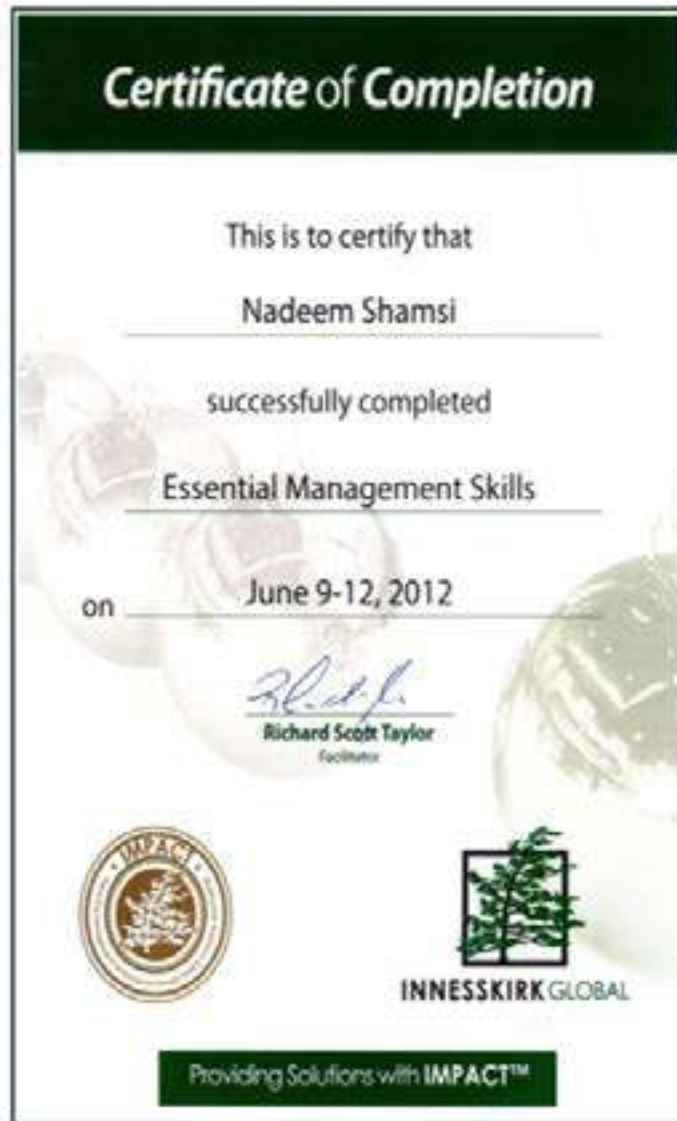 Certificate of Completion
This is to certify that
Nadeem Shamsi
successfully completed
Essential Management Skills
on June 9-12, 2012
Richard Scott Taylor
Facilitator
IMPACT
INNESSKIRK GLOBAL
Providing Solutions with IMPACT™